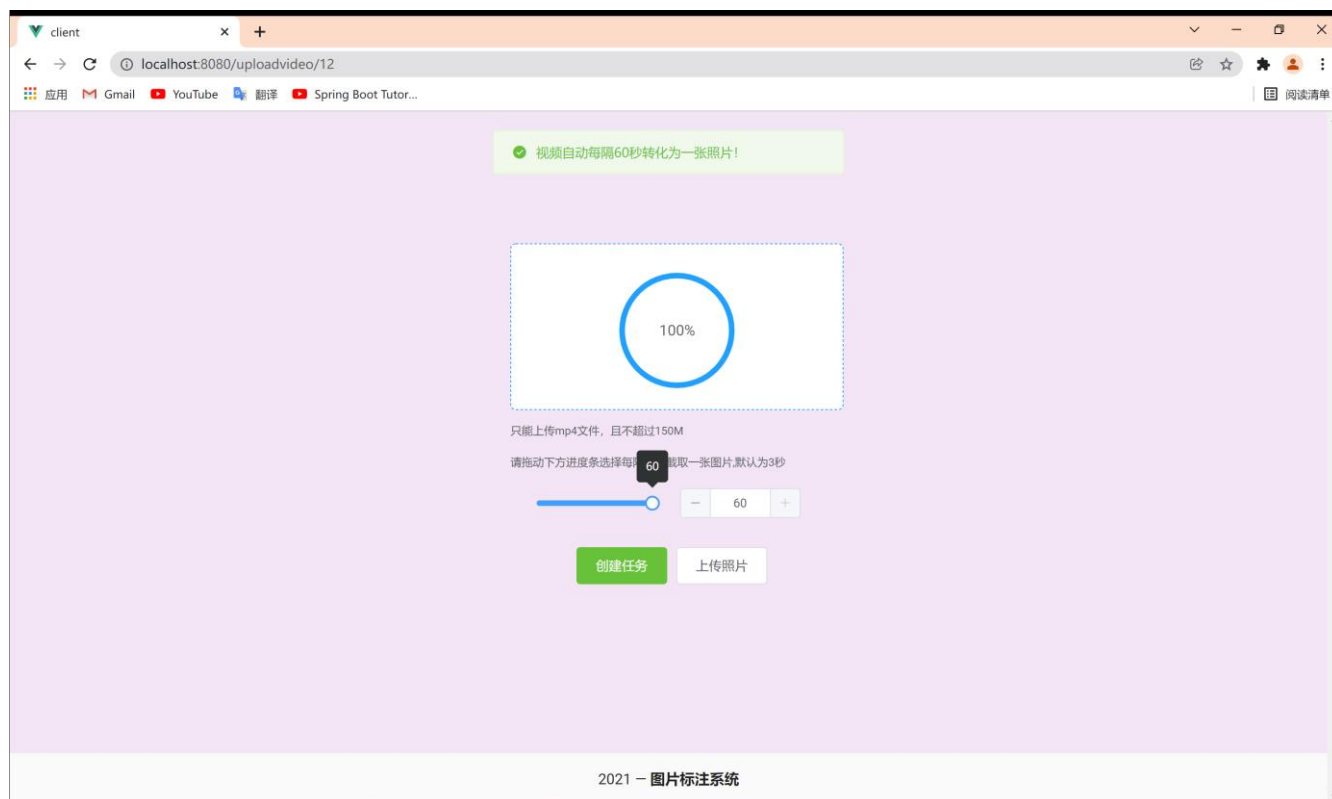 client
localhost:8080/uploadvideo/12
应用 Gmail YouTube 翻译 Spring Boot Tutor... 阅读清单
视频自动每隔60秒转化为一张照片!
100%
只能上传mp4文件，且不超过150M
请拖动下方进度条选择每 截取一张图片,默认为3秒
60
60
创建任务 上传照片
2021 — 图片标注系统